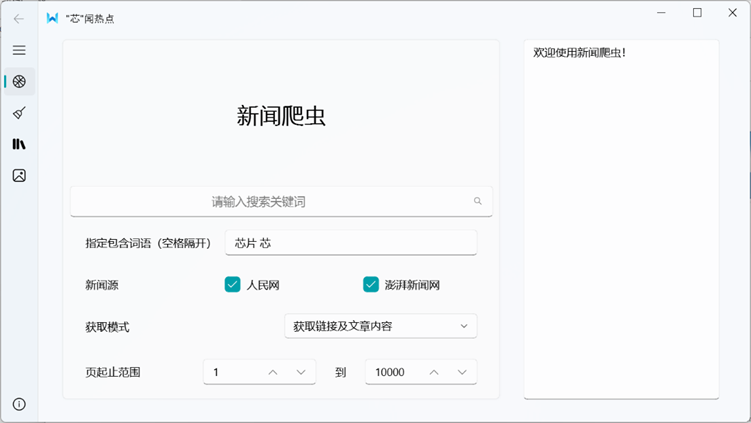 "芯"闻热点
新闻爬虫
请输入搜索关键词
指定包含词语（空格隔开） 芯片 芯
新闻源 人民网 澎湃新闻网
获取模式 获取链接及文章内容
页起止范围 1 到 10000
欢迎使用新闻爬虫！